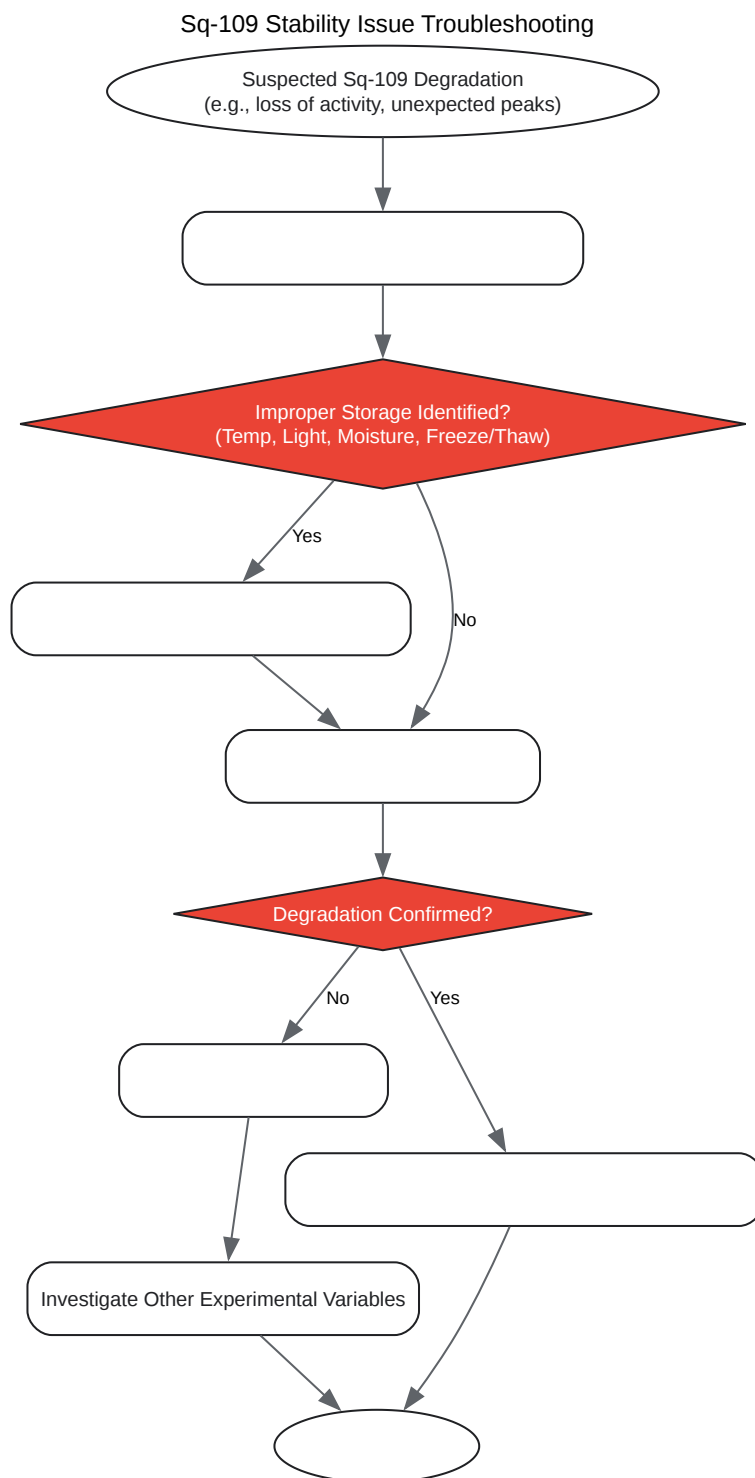 Sq-109 Stability Issue Troubleshooting
Suspected Sq-109 Degradation
(e.g., loss of activity, unexpected peaks)
Improper Storage Identified?
(Temp, Light, Moisture, Freeze/Thaw)
Yes
No
Degradation Confirmed?
No
Yes
Investigate Other Experimental Variables